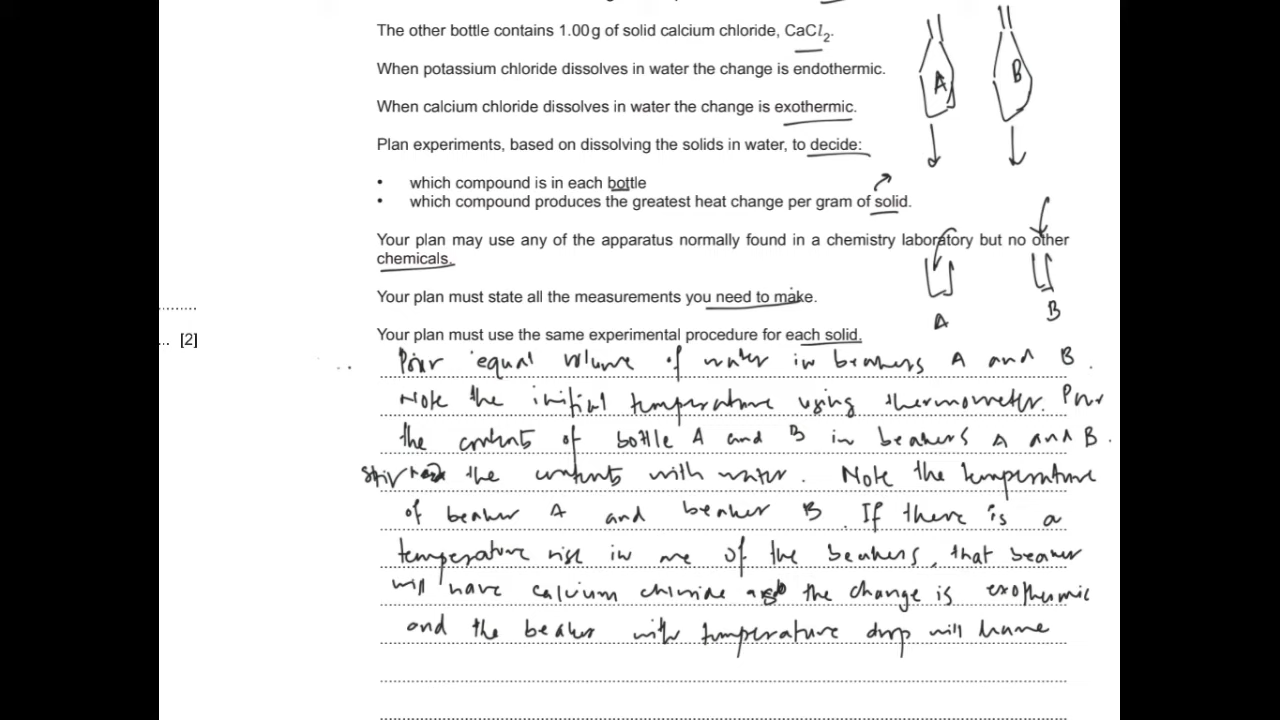 The other bottle contains 1.00 g of solid calcium chloride, CaCl₂.
When potassium chloride dissolves in water the change is endothermic.
When calcium chloride dissolves in water the change is exothermic.
Plan experiments, based on dissolving the solids in water, to decide:
• which compound is in each bottle
• which compound produces the greatest heat change per gram of solid.
Your plan may use any of the apparatus normally found in a chemistry laboratory but no other
chemicals.
Your plan must state all the measurements you need to make.
Your plan must use the same experimental procedure for each solid.
A
B
A
B
.........
... [2]
Pour equal volume of water in beakers A and B.
Note the initial temperature using thermometer. Pour
the contents of bottle A and B in beakers A and B.
Stir the contents with water. Note the temperature
of beaker A and beaker B. If there is a
temperature rise in one of the beakers, that beaker
will have calcium chloride as the change is exothermic
and the beaker with temperature drop will